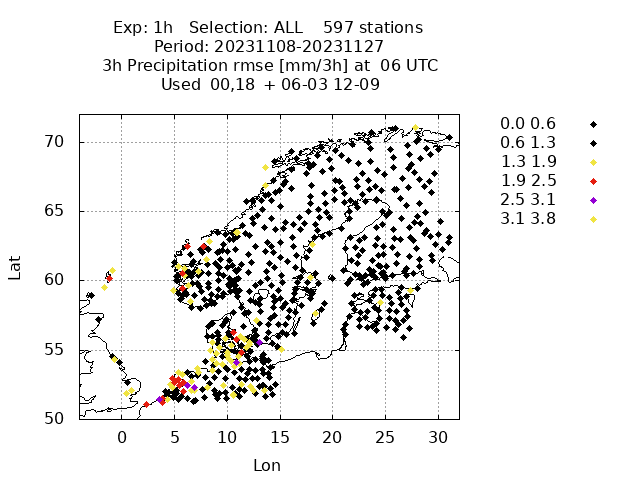 Exp: 1h   Selection: ALL    597 stations
Period: 20231108-20231127
3h Precipitation rmse [mm/3h] at  06 UTC
Used  00,18  + 06-03 12-09
0.0 0.6
0.6 1.3
1.3 1.9
1.9 2.5
2.5 3.1
3.1 3.8
Lat
70
65
60
55
50
0 5 10 15 20 25 30
Lon